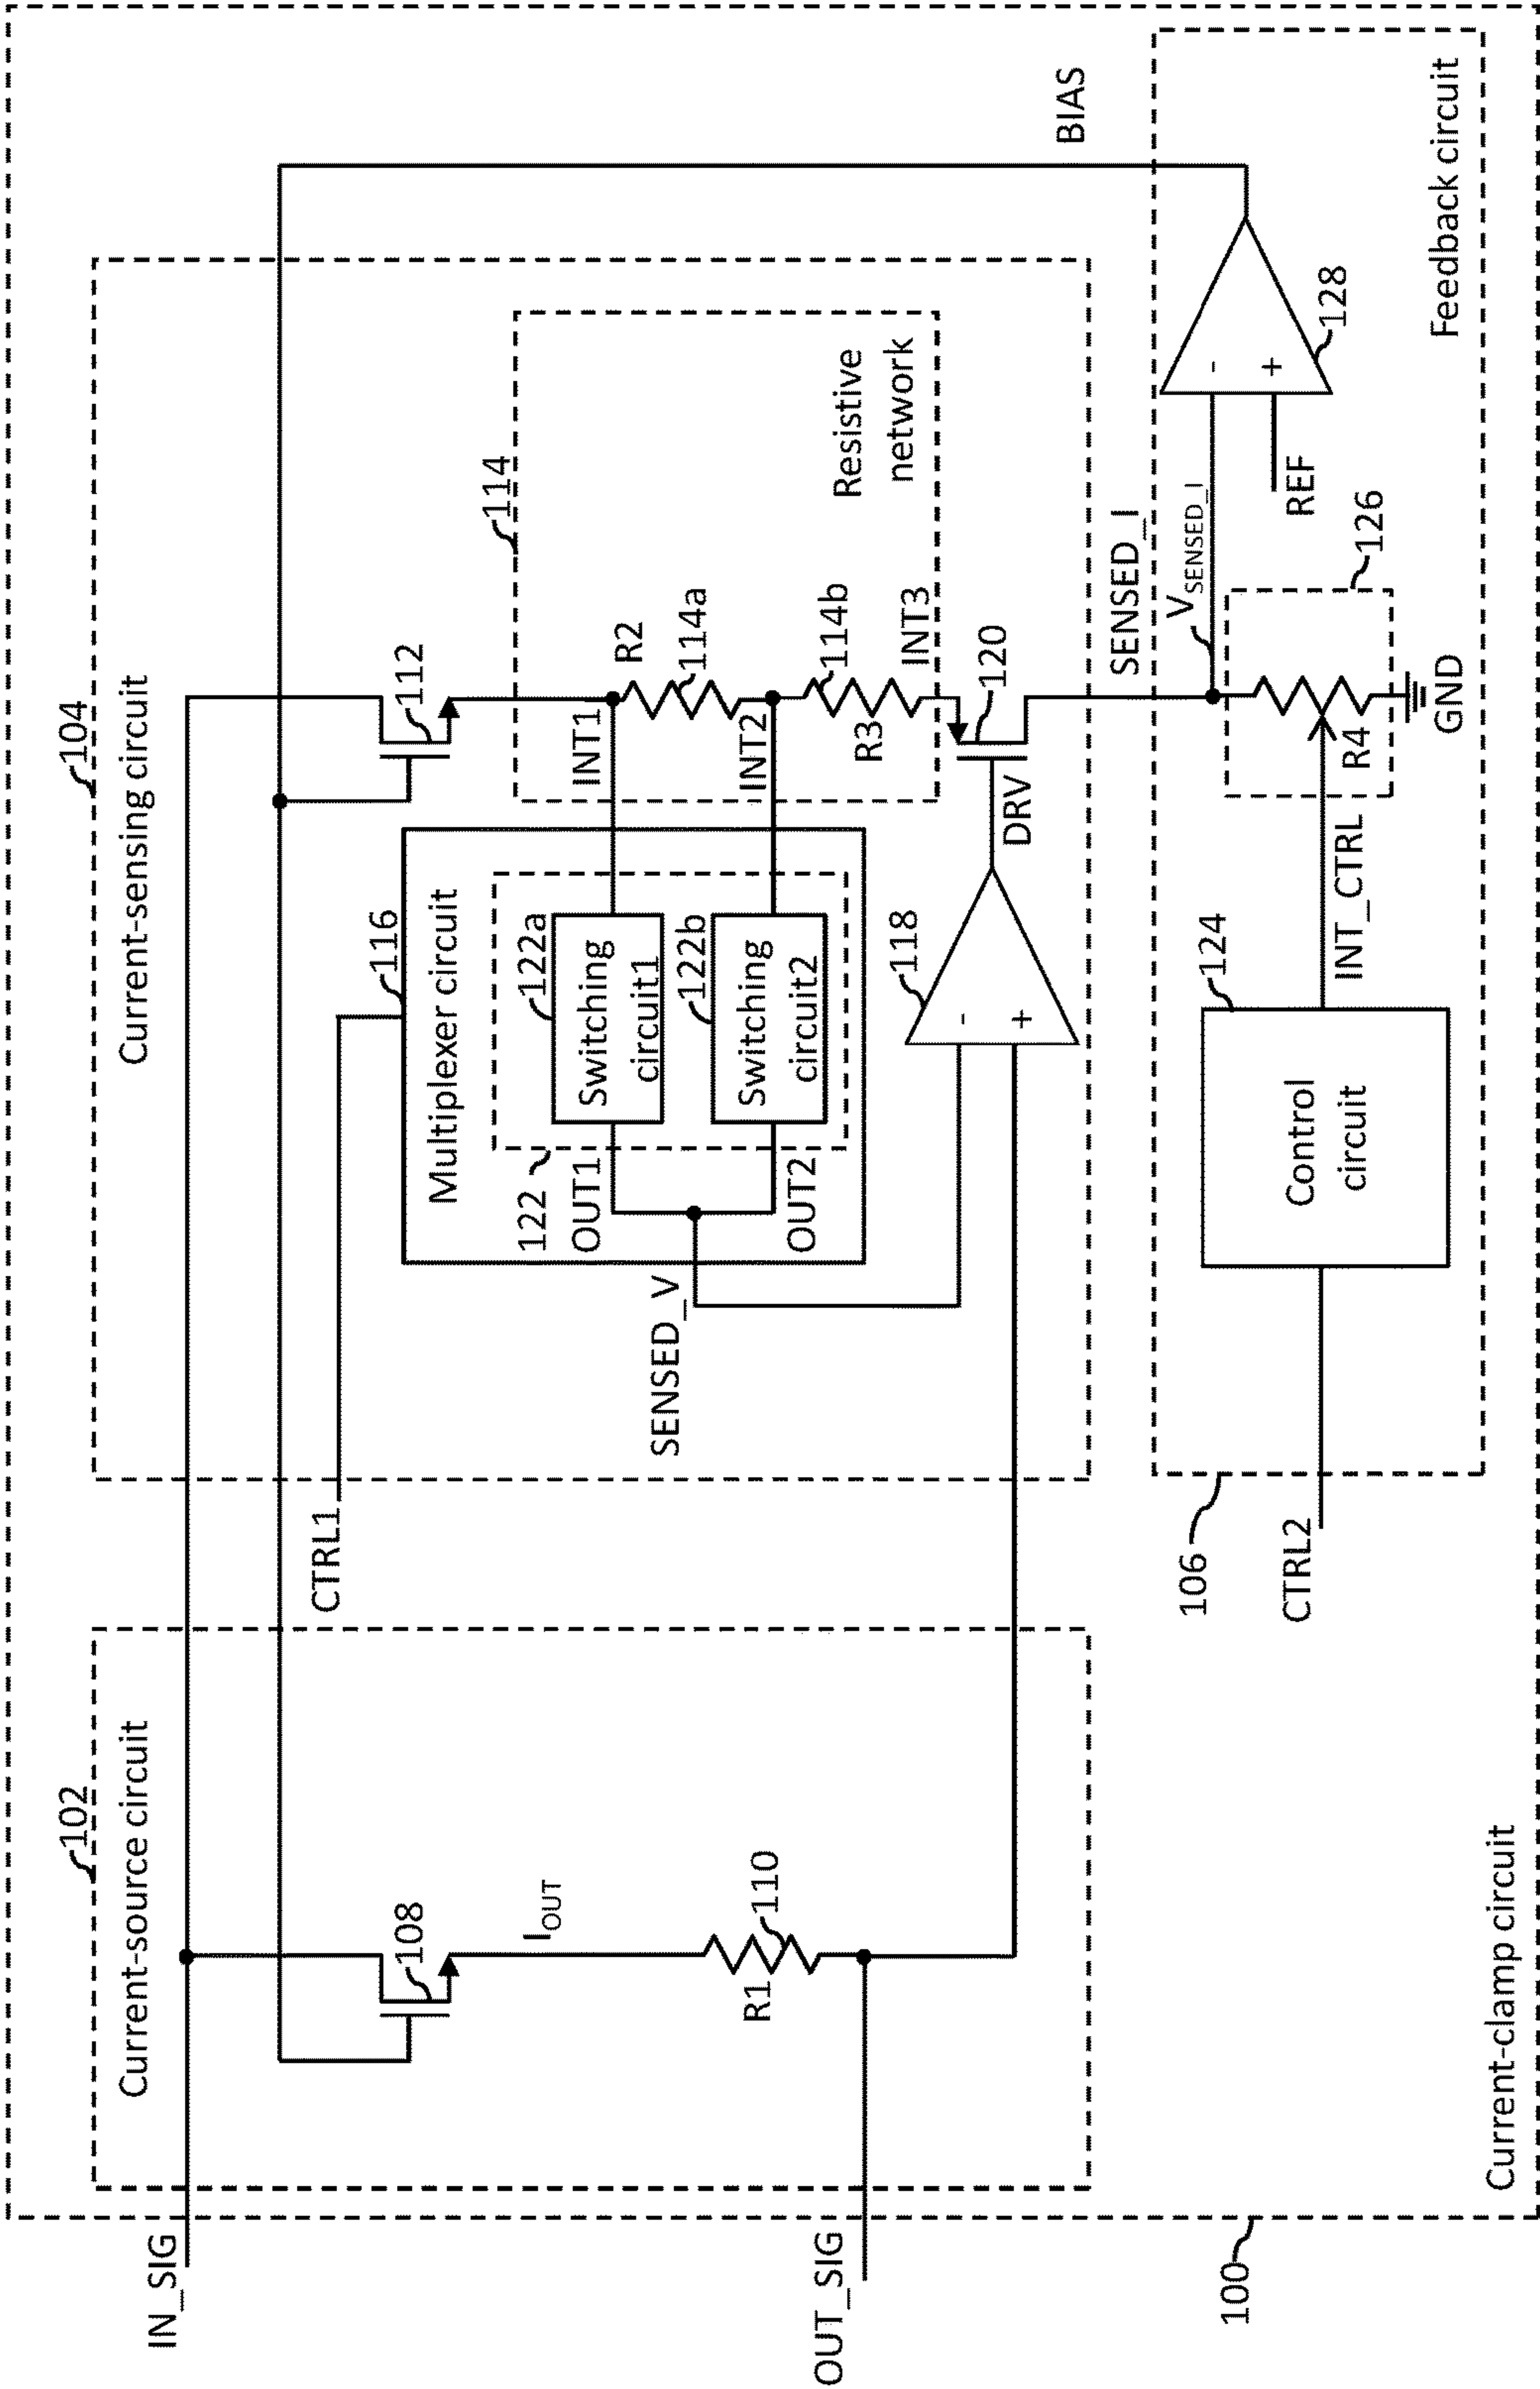 100
Current-clamp circuit
IN_SIG
OUT_SIG
102
Current-source circuit
108
I_OUT
R1
110
104
Current-sensing circuit
CTRL1
116
Multiplexer circuit
122
122a
Switching
circuit1
122b
Switching
circuit2
OUT1
OUT2
SENSED_V
112
114
Resistive
network
INT1
R2
114a
INT2
114b
R3
INT3
118
-
+
DRV
120
SENSED_I
BIAS
106
Feedback circuit
CTRL2
124
Control
circuit
INT_CTRL
126
R4
GND
V_SENSED_I
REF
-
+
128